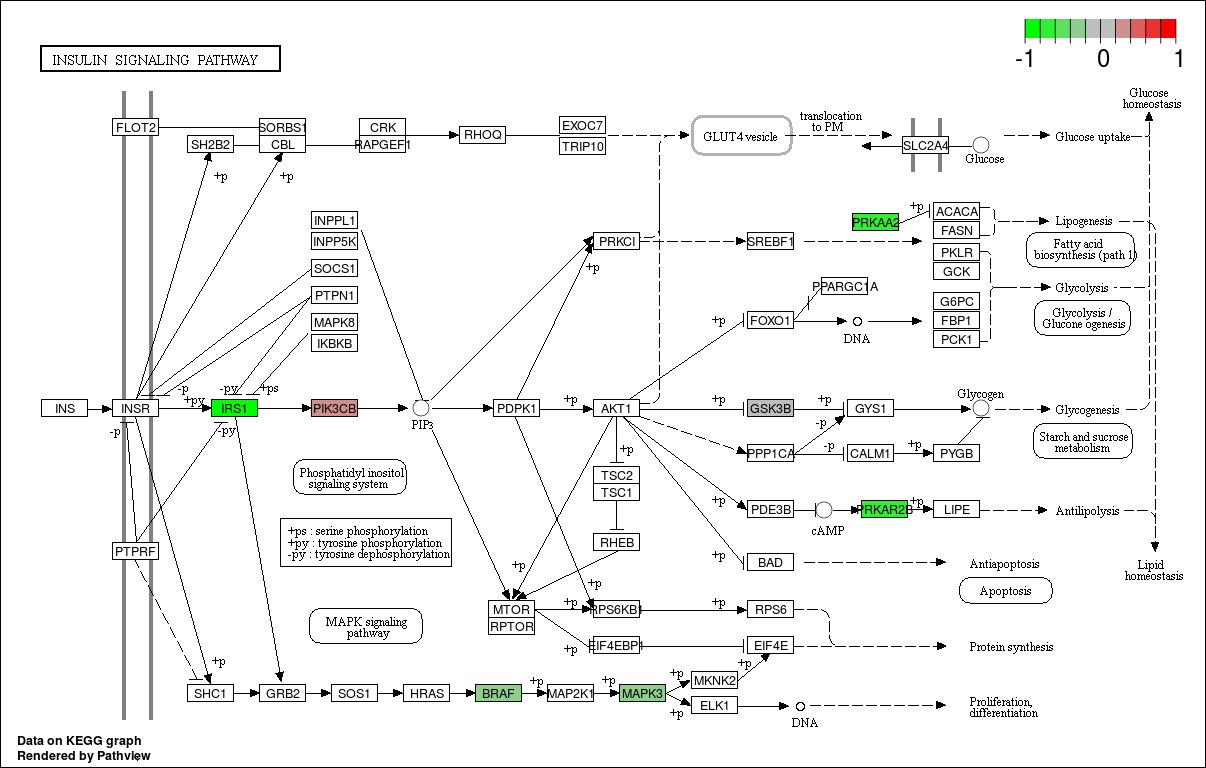 -1 0 1
INSULIN SIGNALING PATHWAY
Glucose
homeostasis
FLOT2
SORBS1
CRK
EXOC7
translocation
to PM
SH2B2
CBL
RAPGEF1
RHOQ
TRIP10
GLUT4 vesicle
SLC2A4
Glucose
Glucose uptake
+p
+p
INPPL1
INPP5K
SOCS1
PTPN1
MAPK8
IKBKB
PRKCI
+p
SREBF1
PRKAA2
+p
ACACA
FASN
PKLR
GCK
G6PC
FBP1
PCK1
Lipogenesis
Fatty acid
biosynthesis (path 1)
Glycolysis
Glycolysis /
Glucone ogenesis
PPARGC1A
+p
FOXO1
DNA
-p
+py
-py
+ps
INS
INSR
IRS1
PIK3CB
PIP3
PDPK1
+p
AKT1
+p
GSK3B
+p
GYS1
Glycogen
Glycogenesis
-p
-py
-p
-p
PPP1CA
CALM1
+p
PYGB
Starch and sucrose
metabolism
Phosphatidyl inositol
signaling system
+p
TSC2
TSC1
+p
PDE3B
cAMP
PRKAR2B
+p
LIPE
Antilipolysis
+ps : serine phosphorylation
+py : tyrosine phosphorylation
-py : tyrosine dephosphorylation
PTPRF
RHEB
+p
BAD
Antiapoptosis
Apoptosis
Lipid
homeostasis
+p
+p
MTOR
RPTOR
+p
RPS6KB1
+p
RPS6
MAPK signaling
pathway
+p
EIF4EBP1
EIF4E
Protein synthesis
+p
SHC1
GRB2
SOS1
HRAS
BRAF
+p
MAP2K1
+p
MAPK3
+p
MKNK2
+p
+p
ELK1
DNA
Proliferation,
differentiation
Data on KEGG graph
Rendered by Pathview